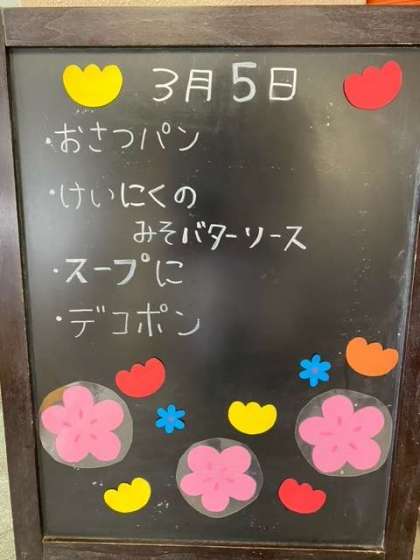 3月5日
・おさつパン
・けいにくの
みそバターソース
・スープに
・デコポン